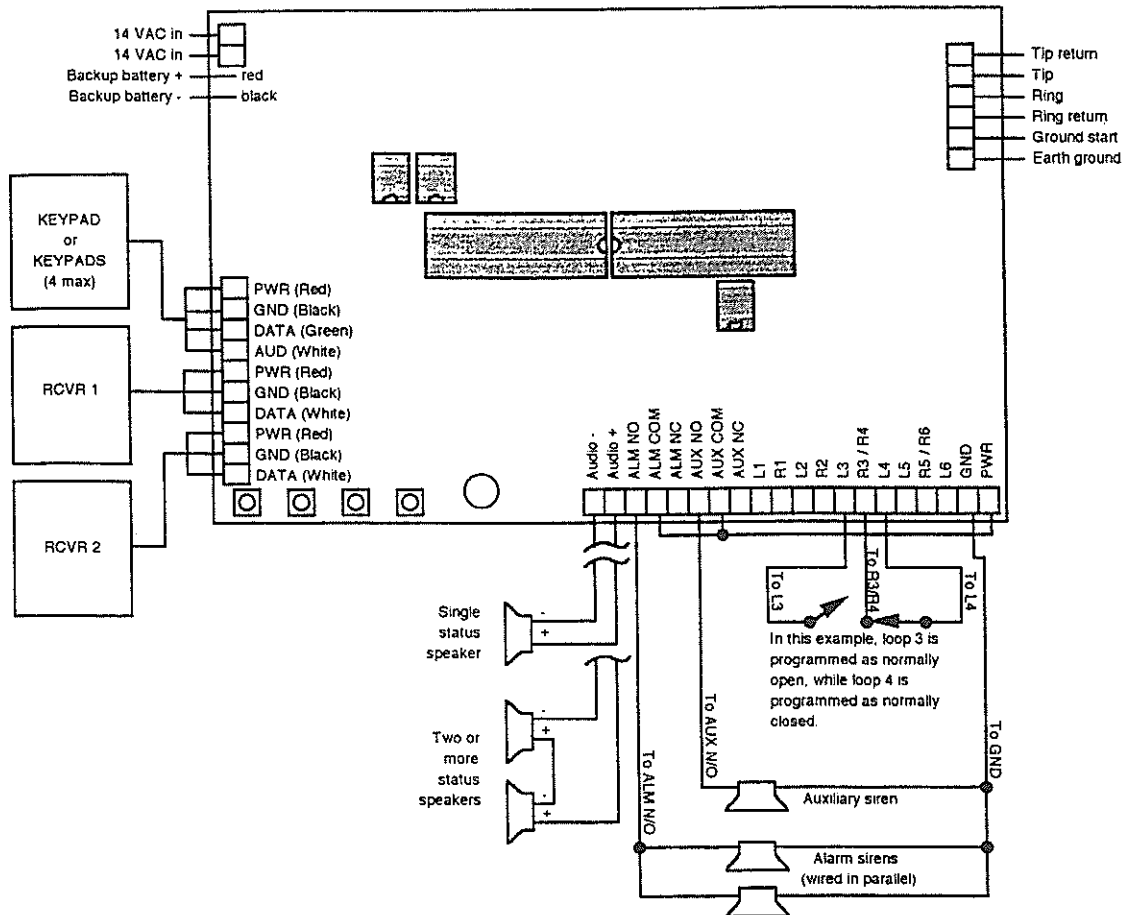 14 VAC in
14 VAC in
Backup battery + red
Backup battery - black
Tip return
Tip
Ring
Ring return
Ground start
Earth ground
KEYPAD
or
KEYPADS
(4 max)
RCVR 1
RCVR 2
PWR (Red)
GND (Black)
DATA (Green)
AUD (White)
PWR (Red)
GND (Black)
DATA (White)
PWR (Red)
GND (Black)
DATA (White)
Audio -
Audio +
ALM NO
ALM COM
ALM NC
AUX NO
AUX COM
AUX NC
L1
R1
L2
R2
L3
R3 / R4
L4
L5
R5 / R6
L6
GND
PWR
Single
status
speaker
-
+
Two or
more
status
speakers
-
+
-
+
To L3
To R3/R4
To L4
In this example, loop 3 is
programmed as normally
open, while loop 4 is
programmed as normally
closed.
To ALM N/O
To AUX N/O
To GND
Auxiliary siren
Alarm sirens
(wired in parallel)